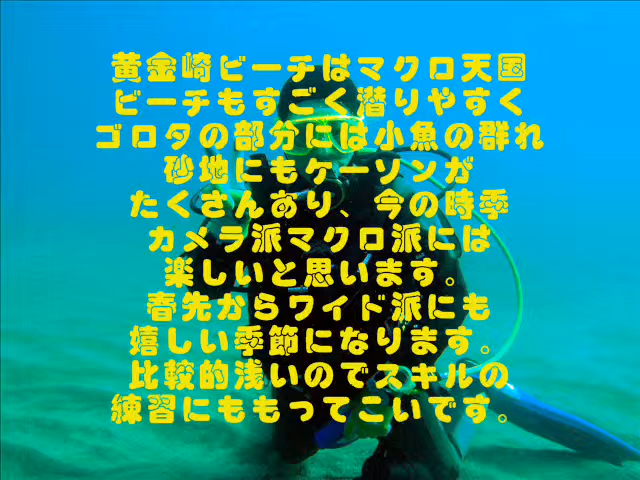 黄金崎ビーチはマクロ天国
ビーチもすごく潜りやすく
ゴロタの部分には小魚の群れ
砂地にもケーソンが
たくさんあり、今の時季
カメラ派マクロ派には
楽しいと思います。
春先からワイド派にも
嬉しい季節になります。
比較的浅いのでスキルの
練習にももってこいです。